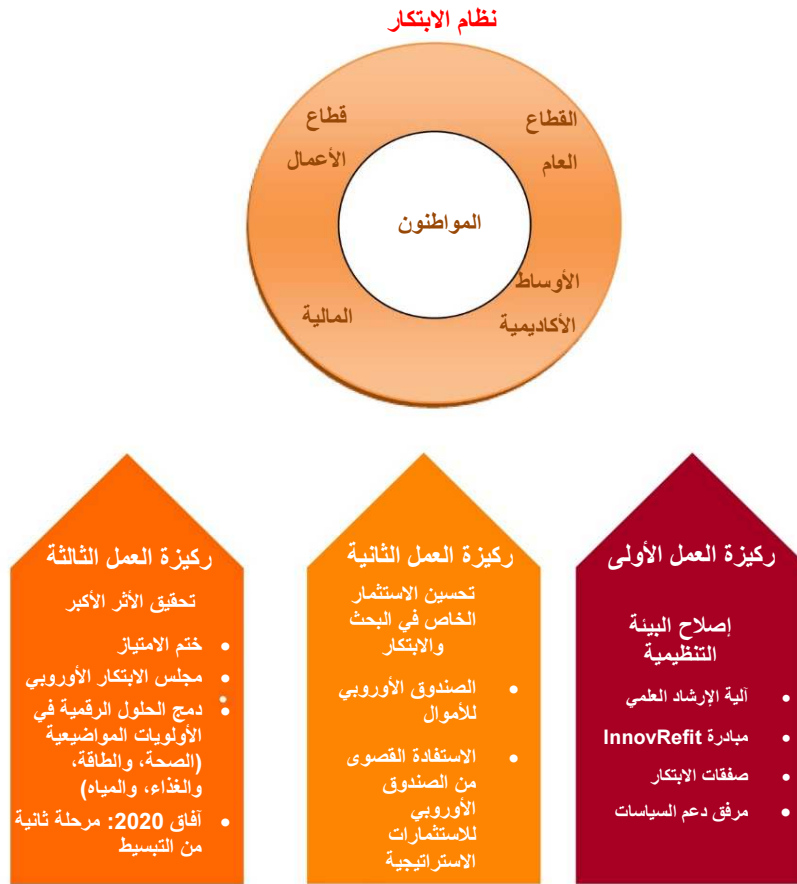 نظام الابتكار
القطاع
العام
قطاع
الأعمال
المواطنون
الأوساط
الأكاديمية
المالية
ركيزة العمل الأولى
إصلاح البيئة
التنظيمية
• آلية الإرشاد العلمي
• مبادرة InnovRefit
• صفقات الابتكار
• مرفق دعم السياسات
ركيزة العمل الثانية
تحسين الاستثمار
الخاص في البحث
والابتكار
• الصندوق الأوروبي
للأموال
• الاستفادة القصوى
من الصندوق
الأوروبي
للاستثمارات
الاستراتيجية
ركيزة العمل الثالثة
تحقيق الأثر الأكبر
• ختم الامتياز
• مجلس الابتكار الأوروبي
• دمج الحلول الرقمية في
الأولويات المواضيعية
(الصحة، والطاقة،
والغذاء، والمياه)
• آفاق 2020: مرحلة ثانية
من التبسيط